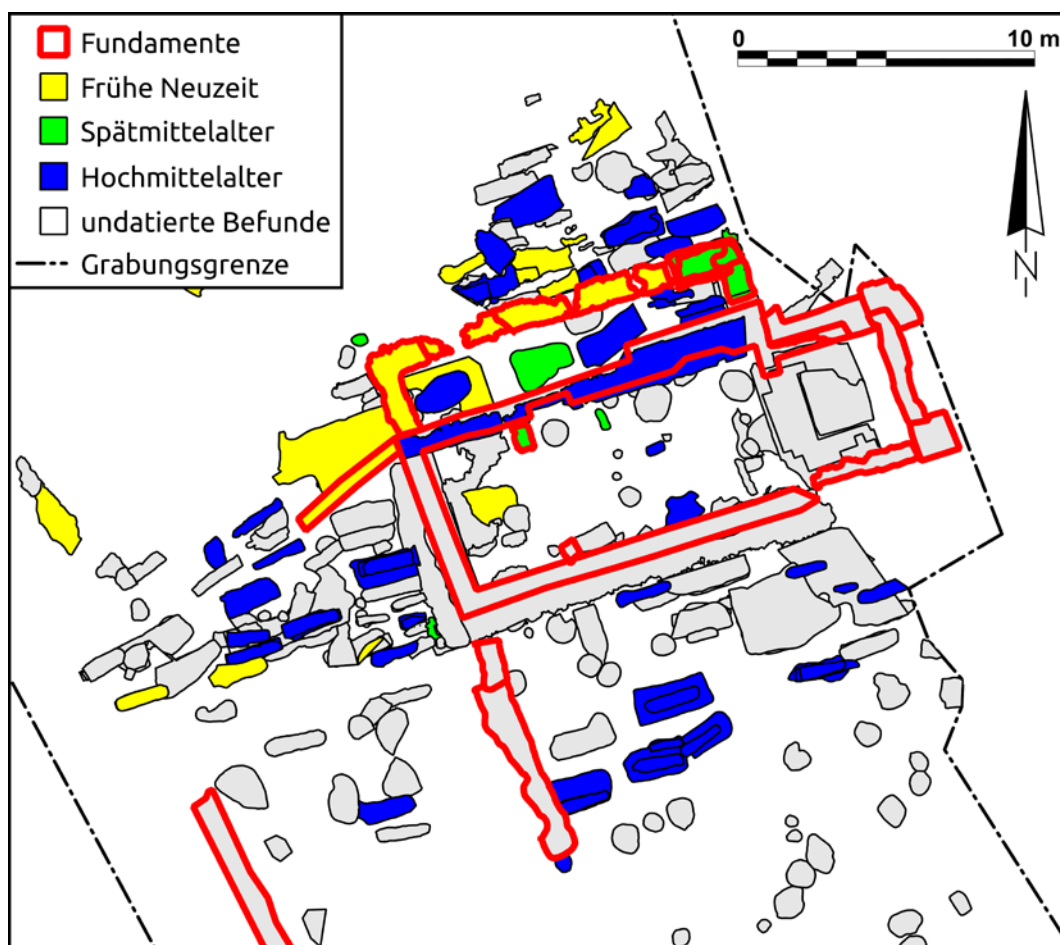 Fundamente
Frühe Neuzeit
Spätmittelalter
Hochmittelalter
undatierte Befunde
Grabungsgrenze
0 10 m
N